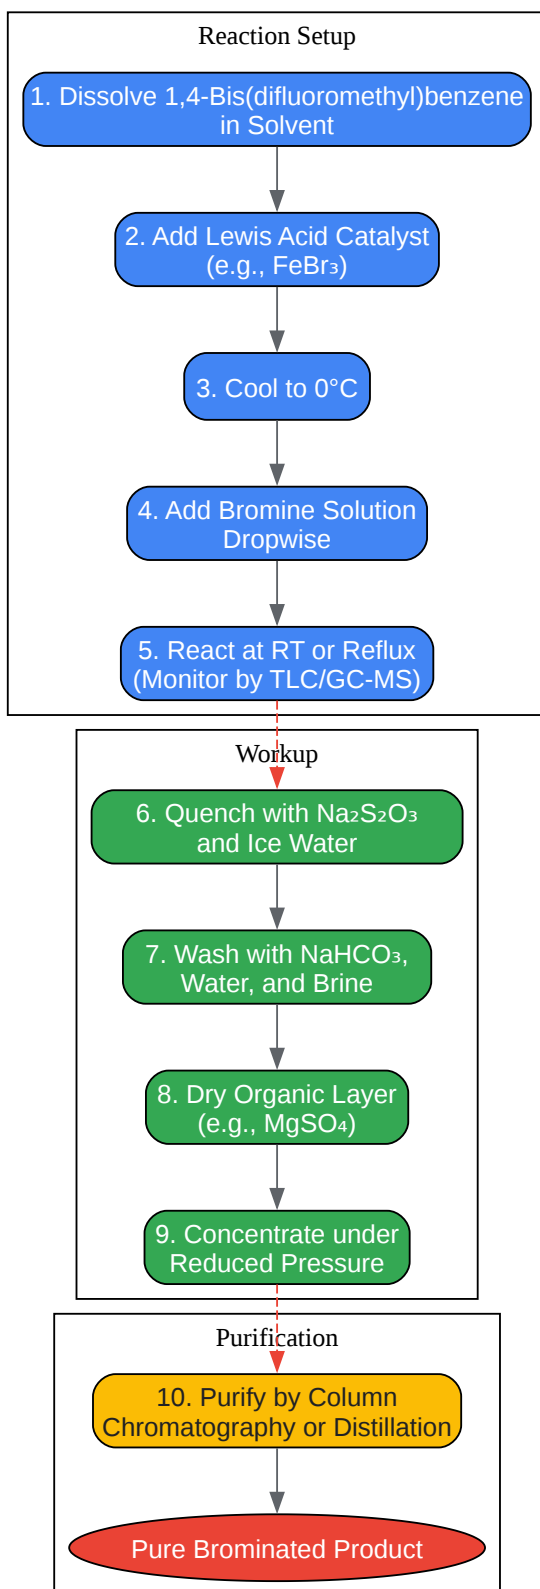 Reaction Setup
1. Dissolve 1,4-Bis(difluoromethyl)benzene
in Solvent
2. Add Lewis Acid Catalyst
(e.g., FeBr₃)
3. Cool to 0°C
4. Add Bromine Solution
Dropwise
5. React at RT or Reflux
(Monitor by TLC/GC-MS)
Workup
6. Quench with Na₂S₂O₃
and Ice Water
7. Wash with NaHCO₃,
Water, and Brine
8. Dry Organic Layer
(e.g., MgSO₄)
9. Concentrate under
Reduced Pressure
Purification
10. Purify by Column
Chromatography or Distillation
Pure Brominated Product